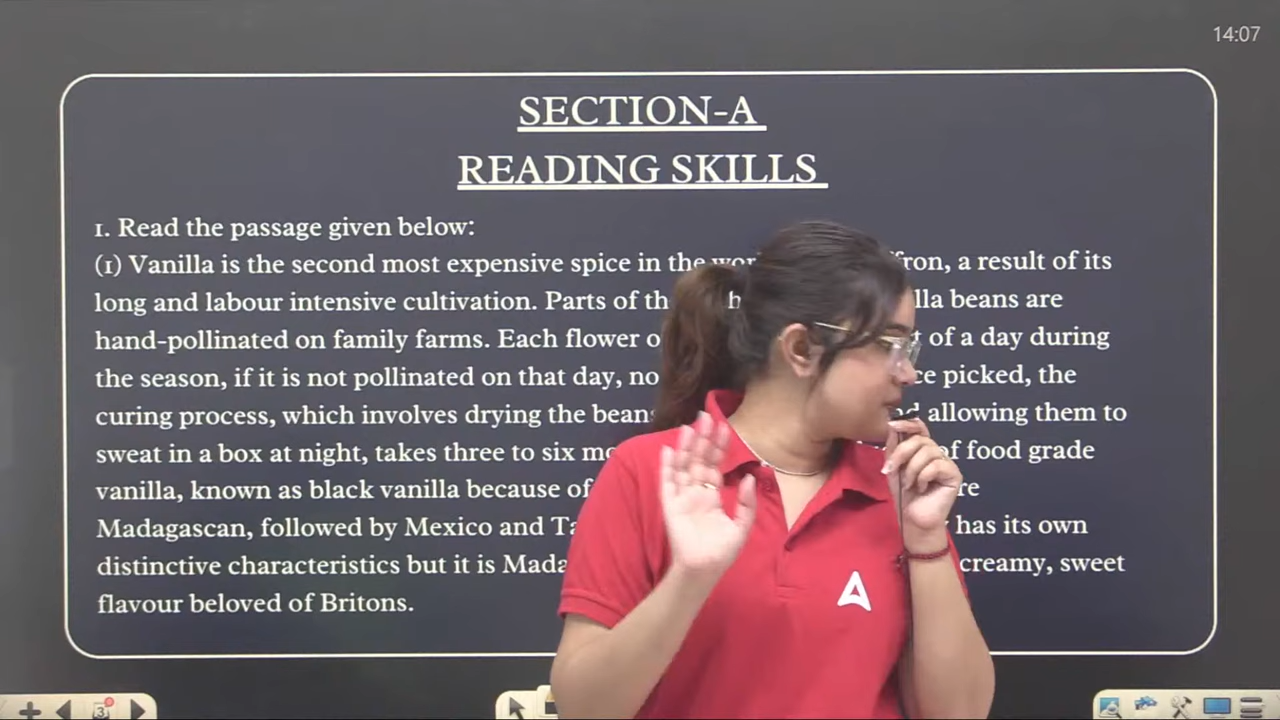 14:07
SECTION-A
READING SKILLS
1. Read the passage given below:
(1) Vanilla is the second most expensive spice in the a result of its
long and labour intensive cultivation. Parts of beans are
hand-pollinated on family farms. Each flower of a day during
the season, if it is not pollinated on that day, no picked, the
curing process, which involves drying the allowing them to
sweat in a box at night, takes three to six of food grade
vanilla, known as black vanilla because of
Madagascan, followed by Mexico and has its own
distinctive characteristics but it is creamy, sweet
flavour beloved of Britons.
3